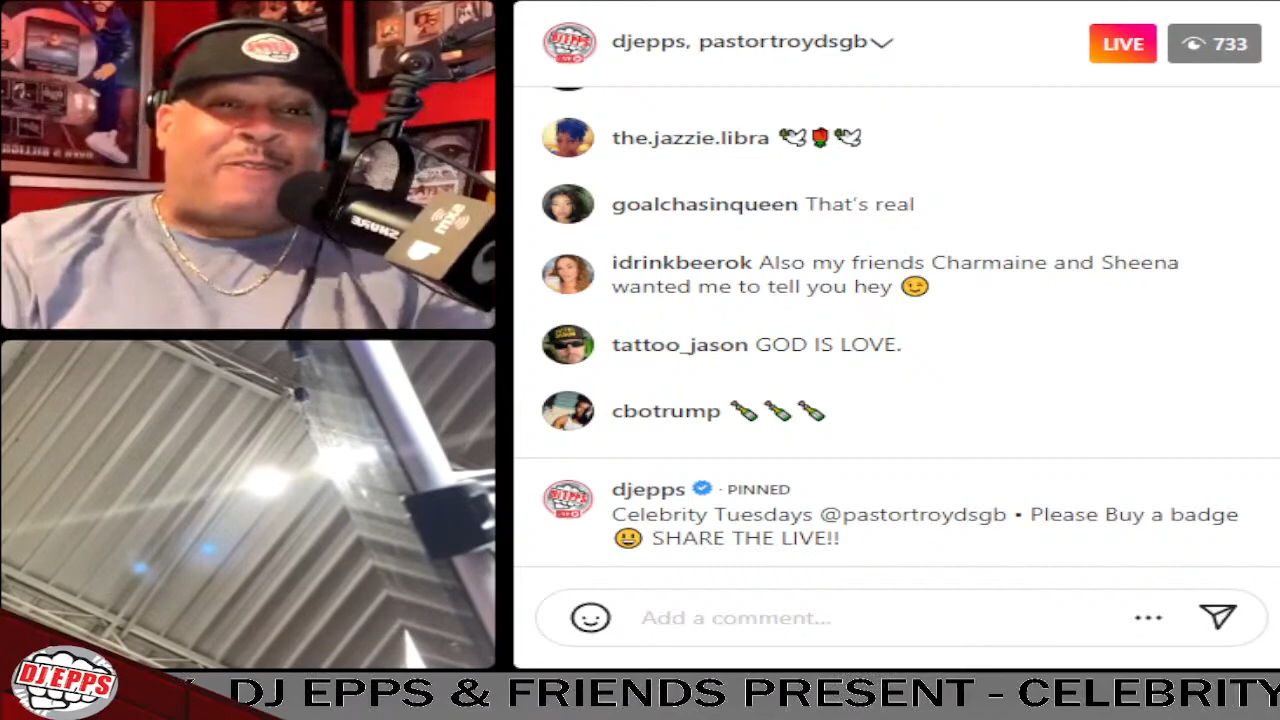 djepps, pastortroydsgb
LIVE
733
the.jazzie.libra 🕊🌹🕊
goalchasinqueen That's real
idrinkbeerok Also my friends Charmaine and Sheena
wanted me to tell you hey 😉
tattoo_jason GOD IS LOVE.
cbotrump 🍾🍾🍾
djepps · PINNED
Celebrity Tuesdays @pastortroydsgb • Please Buy a badge
😀 SHARE THE LIVE!!
Add a comment...
SHURE
mxa
DJ EPPS
DJ EPPS & FRIENDS PRESENT - CELEBRITY